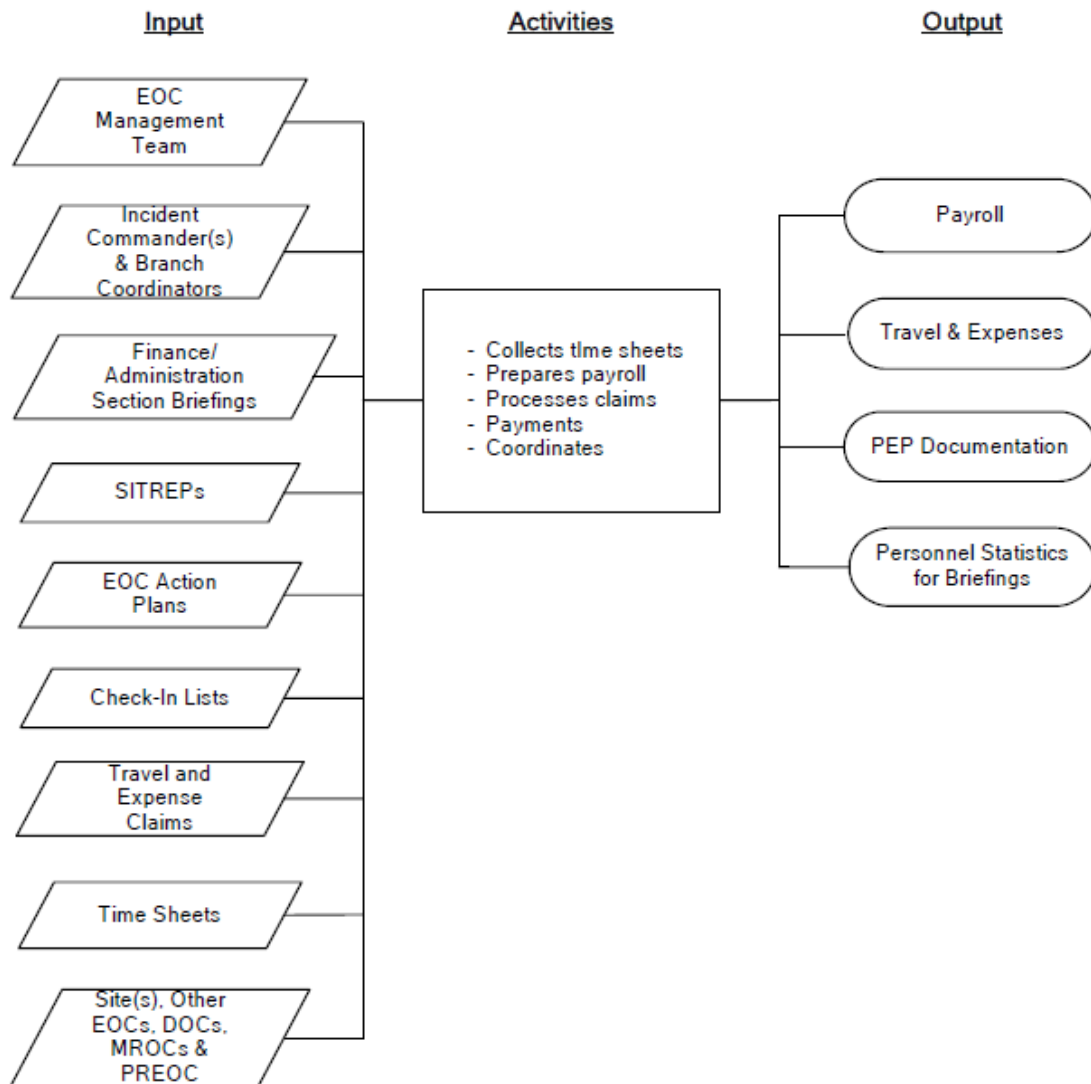 Input
Activities
Output
EOC
Management
Team
Incident
Commander(s)
& Branch
Coordinators
Finance/
Administration
Section Briefings
SITREPs
EOC Action
Plans
Check-In Lists
Travel and
Expense
Claims
Time Sheets
Site(s), Other
EOCs, DOCs,
MROCs &
PREOC
- Collects tIme sheets
- Prepares payroll
- Processes claims
- Payments
- Coordinates
Payroll
Travel & Expenses
PEP Documentation
Personnel Statistics
for Briefings